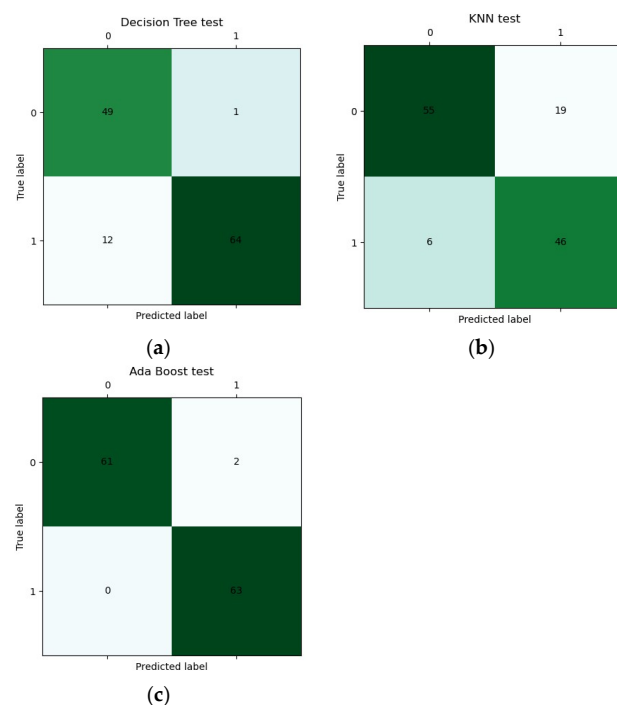 Decision Tree test
0 1
0 49 1
True label
1 12 64
Predicted label
(a)
KNN test
0 1
0 55 19
True label
1 6 46
Predicted label
(b)
Ada Boost test
0 1
0 61 2
True label
1 0 63
Predicted label
(c)